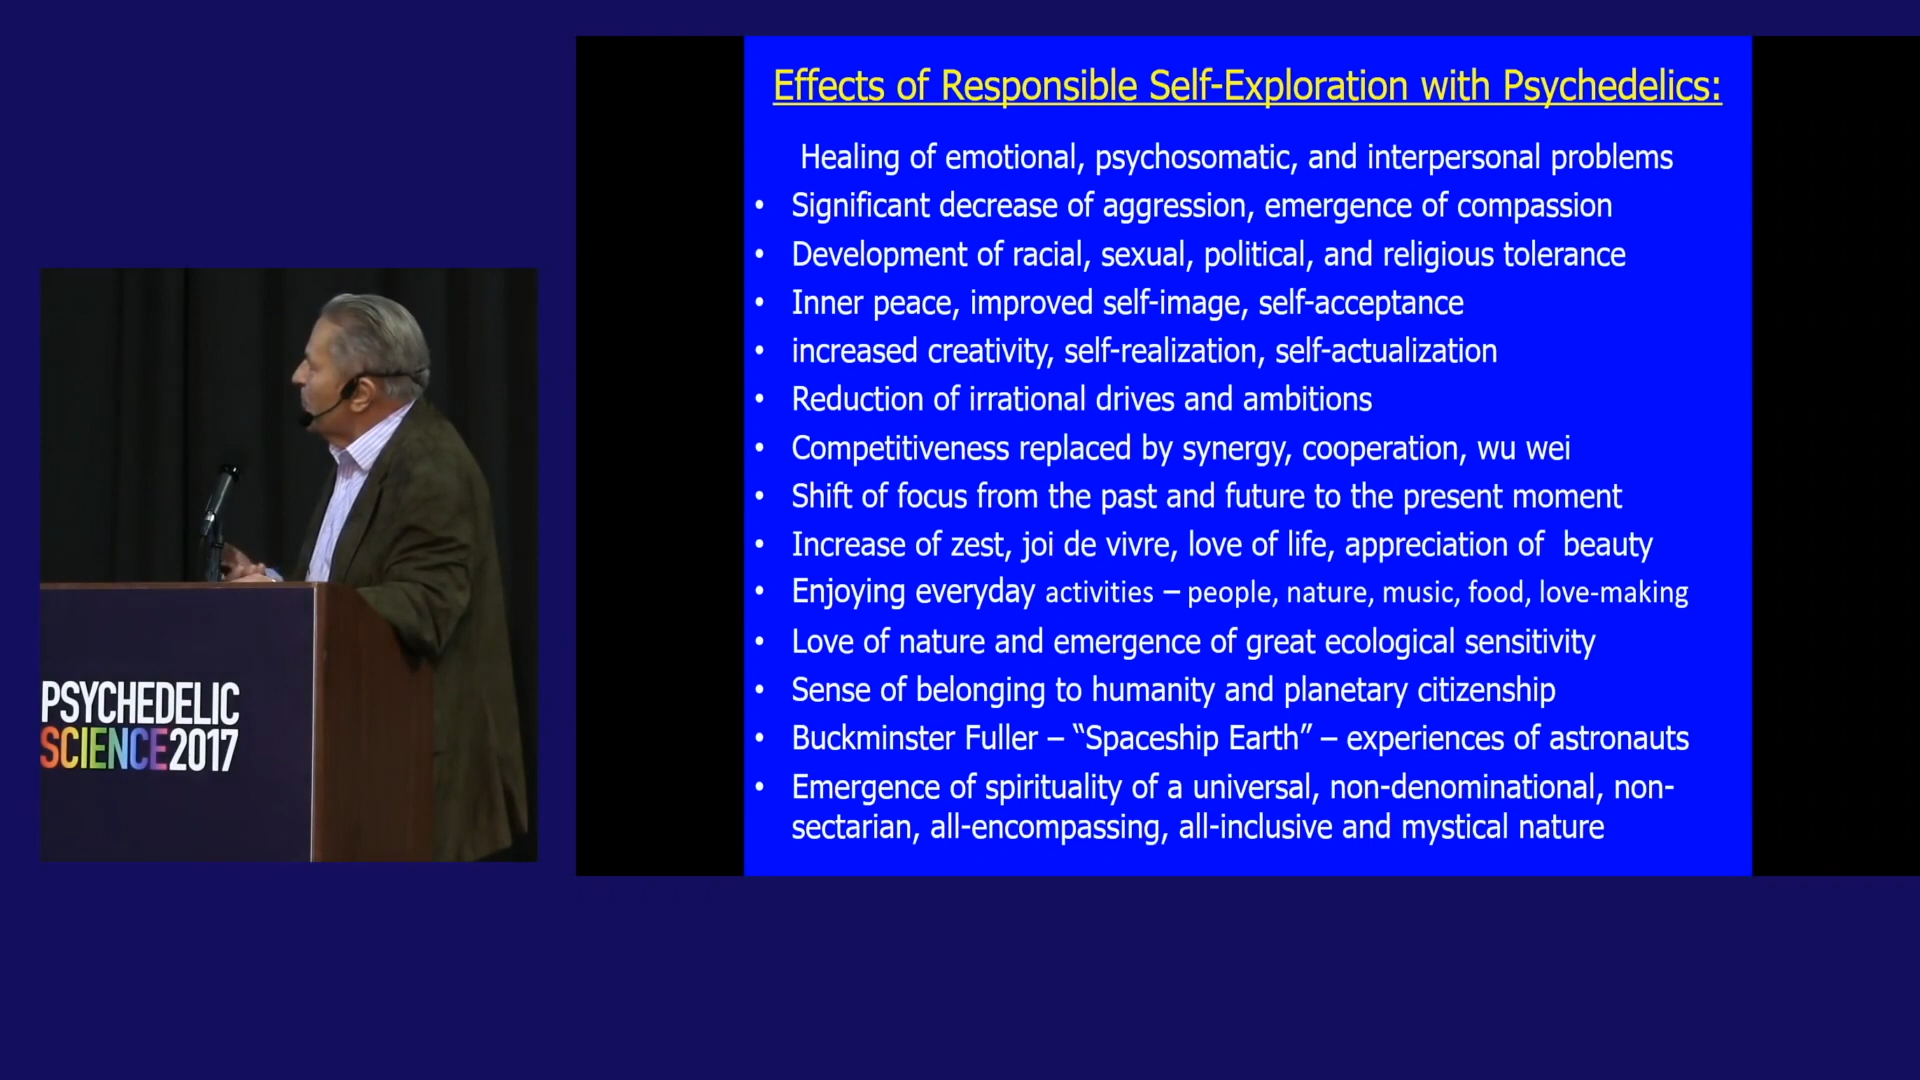 Effects of Responsible Self-Exploration with Psychedelics:
Healing of emotional, psychosomatic, and interpersonal problems
• Significant decrease of aggression, emergence of compassion
• Development of racial, sexual, political, and religious tolerance
• Inner peace, improved self-image, self-acceptance
• increased creativity, self-realization, self-actualization
• Reduction of irrational drives and ambitions
• Competitiveness replaced by synergy, cooperation, wu wei
• Shift of focus from the past and future to the present moment
• Increase of zest, joi de vivre, love of life, appreciation of  beauty
• Enjoying everyday activities – people, nature, music, food, love-making
• Love of nature and emergence of great ecological sensitivity
• Sense of belonging to humanity and planetary citizenship
• Buckminster Fuller – “Spaceship Earth” – experiences of astronauts
• Emergence of spirituality of a universal, non-denominational, non-
sectarian, all-encompassing, all-inclusive and mystical nature
PSYCHEDELIC
SCIENCE2017